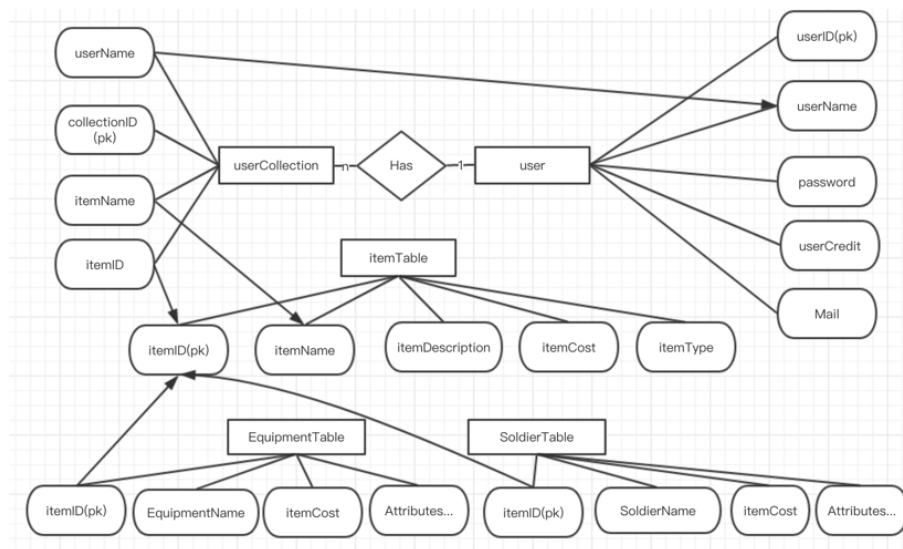 userName
userID(pk)
collectionID
(pk)
userName
userCollection
n
Has
1
user
itemName
password
itemID
userCredit
itemTable
Mail
itemID(pk)
itemName
itemDescription
itemCost
itemType
EquipmentTable
SoldierTable
itemID(pk)
EquipmentName
itemCost
Attributes...
itemID(pk)
SoldierName
itemCost
Attributes...